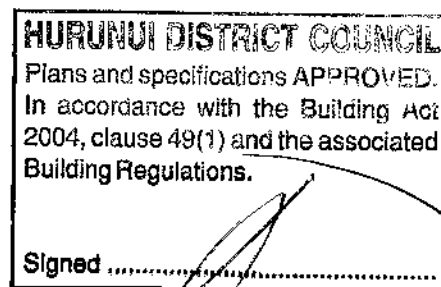 HURUNUI DISTRICT COUNCIL
Plans and specifications APPROVED.
In accordance with the Building Act
2004, clause 49(1) and the associated
Building Regulations.
Signed ........................................